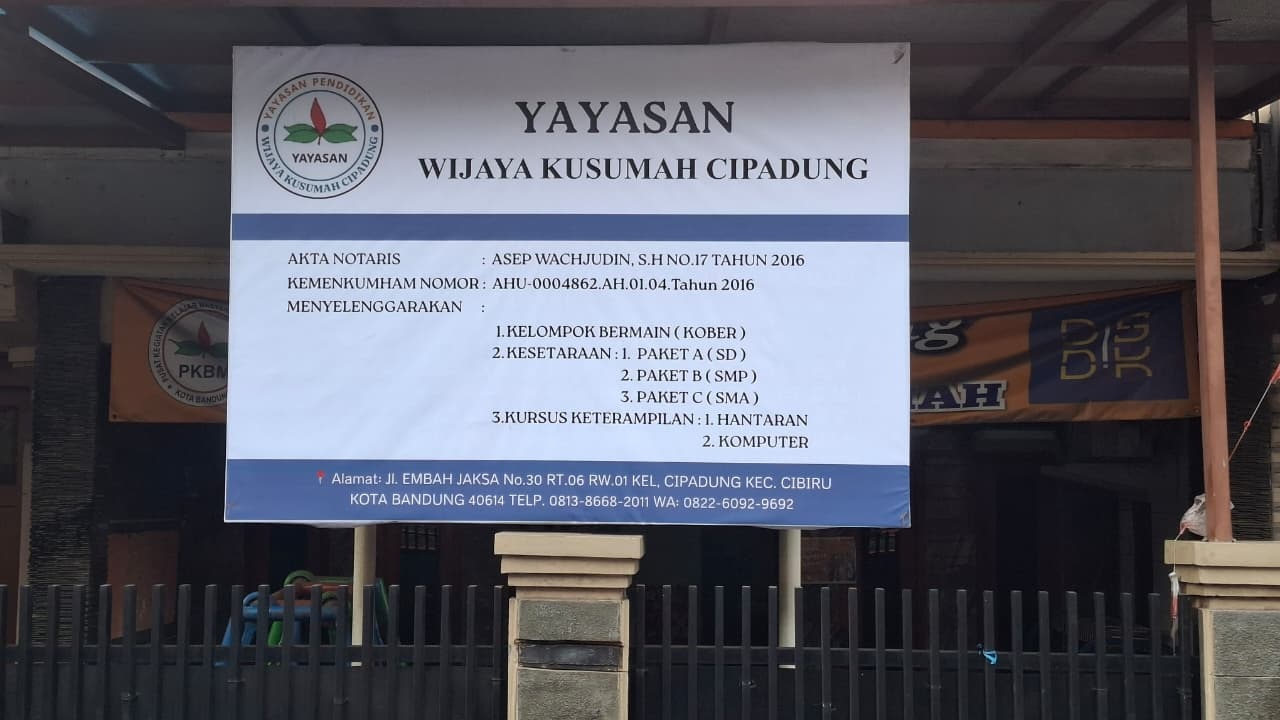 YAYASAN PENDIDIKAN
YAYASAN
WIJAYA KUSUMAH CIPADUNG
YAYASAN
WIJAYA KUSUMAH CIPADUNG
AKTA NOTARIS : ASEP WACHJUDIN, S.H NO.17 TAHUN 2016
KEMENKUMHAM NOMOR : AHU-0004862.AH.01.04.Tahun 2016
MENYELENGGARAKAN :
1.KELOMPOK BERMAIN ( KOBER )
2.KESETARAAN : 1. PAKET A ( SD )
2. PAKET B ( SMP )
3. PAKET C ( SMA )
3.KURSUS KETERAMPILAN : 1. HANTARAN
2. KOMPUTER
Alamat: Jl. EMBAH JAKSA No.30 RT.06 RW.01 KEL, CIPADUNG KEC. CIBIRU
KOTA BANDUNG 40614 TELP. 0813-8668-2011 WA: 0822-6092-9692
PUSAT KEGIATAN BELAJAR
PKBM
KOTA BANDUNG